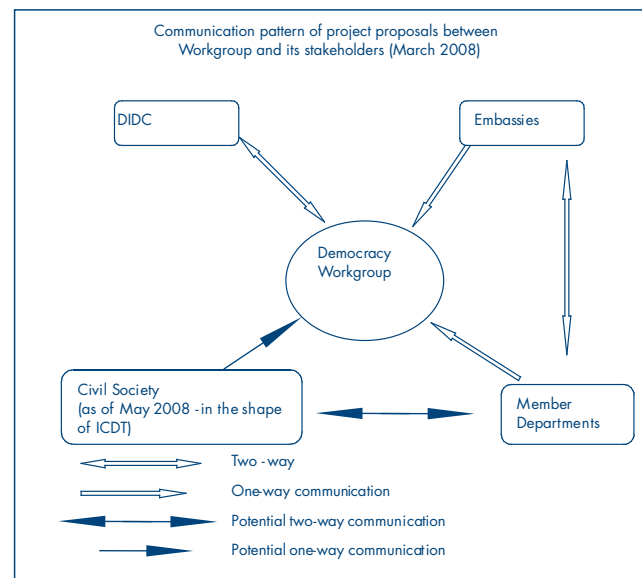 Communication pattern of project proposals between
Workgroup and its stakeholders (March 2008)
DIDC
Embassies
Democracy
Workgroup
Civil Society
(as of May 2008 - in the shape
of ICDT)
Member
Departments
Two - way
One-way communication
Potential two-way communication
Potential one-way communication